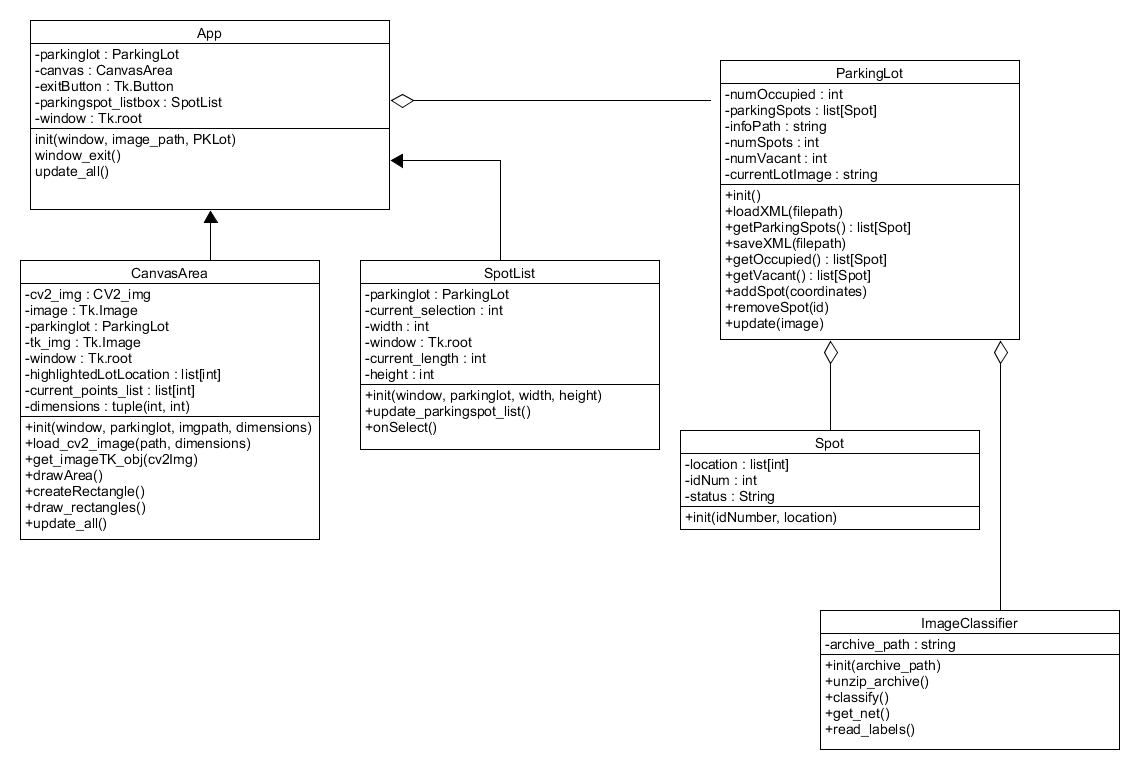 App
-parkinglot : ParkingLot
-canvas : CanvasArea
-exitButton : Tk.Button
-parkingspot_listbox : SpotList
-window : Tk.root
init(window, image_path, PKLot)
window_exit()
update_all()
ParkingLot
-numOccupied : int
-parkingSpots : list[Spot]
-infoPath : string
-numSpots : int
-numVacant : int
-currentLotImage : string
+init()
+loadXML(filepath)
+getParkingSpots() : list[Spot]
+saveXML(filepath)
+getOccupied() : list[Spot]
+getVacant() : list[Spot]
+addSpot(coordinates)
+removeSpot(id)
+update(image)
CanvasArea
-cv2_img : CV2_img
-image : Tk.Image
-parkinglot : ParkingLot
-tk_img : Tk.Image
-window : Tk.root
-highlightedLotLocation : list[int]
-current_points_list : list[int]
-dimensions : tuple(int, int)
+init(window, parkinglot, imgpath, dimensions)
+load_cv2_image(path, dimensions)
+get_imageTK_obj(cv2Img)
+drawArea()
+createRectangle()
+draw_rectangles()
+update_all()
SpotList
-parkinglot : ParkingLot
-current_selection : int
-width : int
-window : Tk.root
-current_length : int
-height : int
+init(window, parkinglot, width, height)
+update_parkingspot_list()
+onSelect()
Spot
-location : list[int]
-idNum : int
-status : String
+init(idNumber, location)
ImageClassifier
-archive_path : string
+init(archive_path)
+unzip_archive()
+classify()
+get_net()
+read_labels()